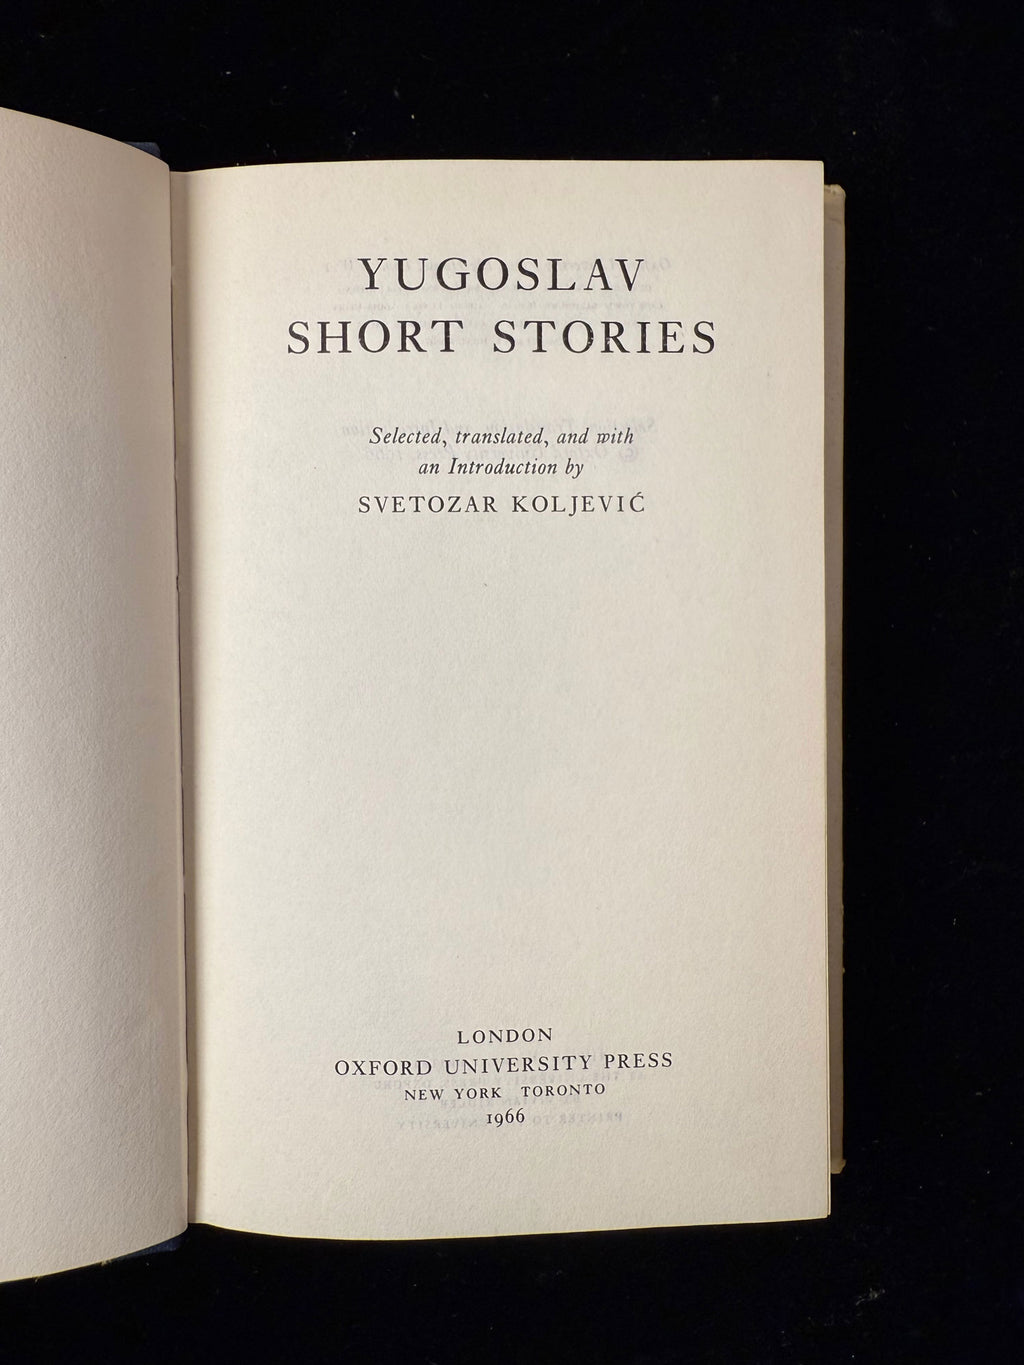 YUGOSLAV
SHORT STORIES
Selected, translated, and with
an Introduction by
SVETOZAR KOLJEVIĆ
LONDON
OXFORD UNIVERSITY PRESS
NEW YORK TORONTO
1966